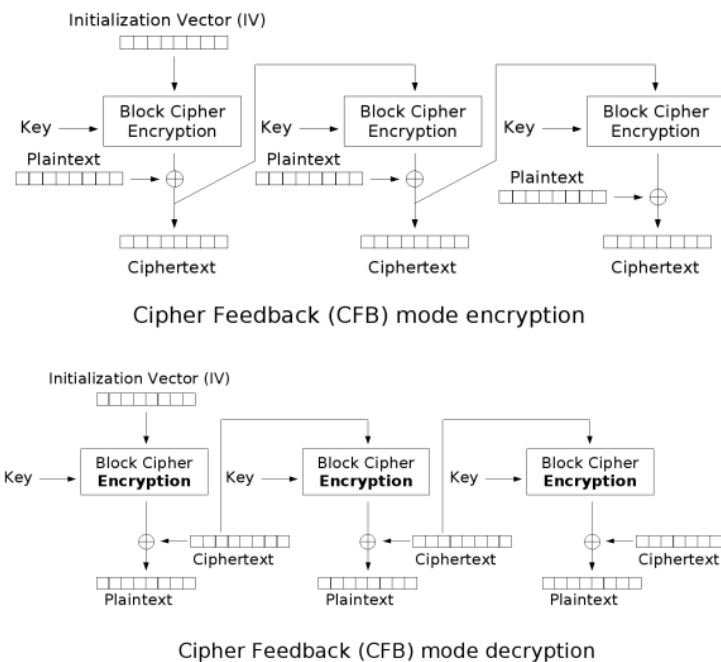 Initialization Vector (IV)
Block Cipher
Encryption
Key
Plaintext
Ciphertext
Block Cipher
Encryption
Key
Plaintext
Ciphertext
Block Cipher
Encryption
Key
Plaintext
Ciphertext
Cipher Feedback (CFB) mode encryption
Initialization Vector (IV)
Block Cipher
Encryption
Key
Ciphertext
Plaintext
Block Cipher
Encryption
Key
Ciphertext
Plaintext
Block Cipher
Encryption
Key
Ciphertext
Plaintext
Cipher Feedback (CFB) mode decryption